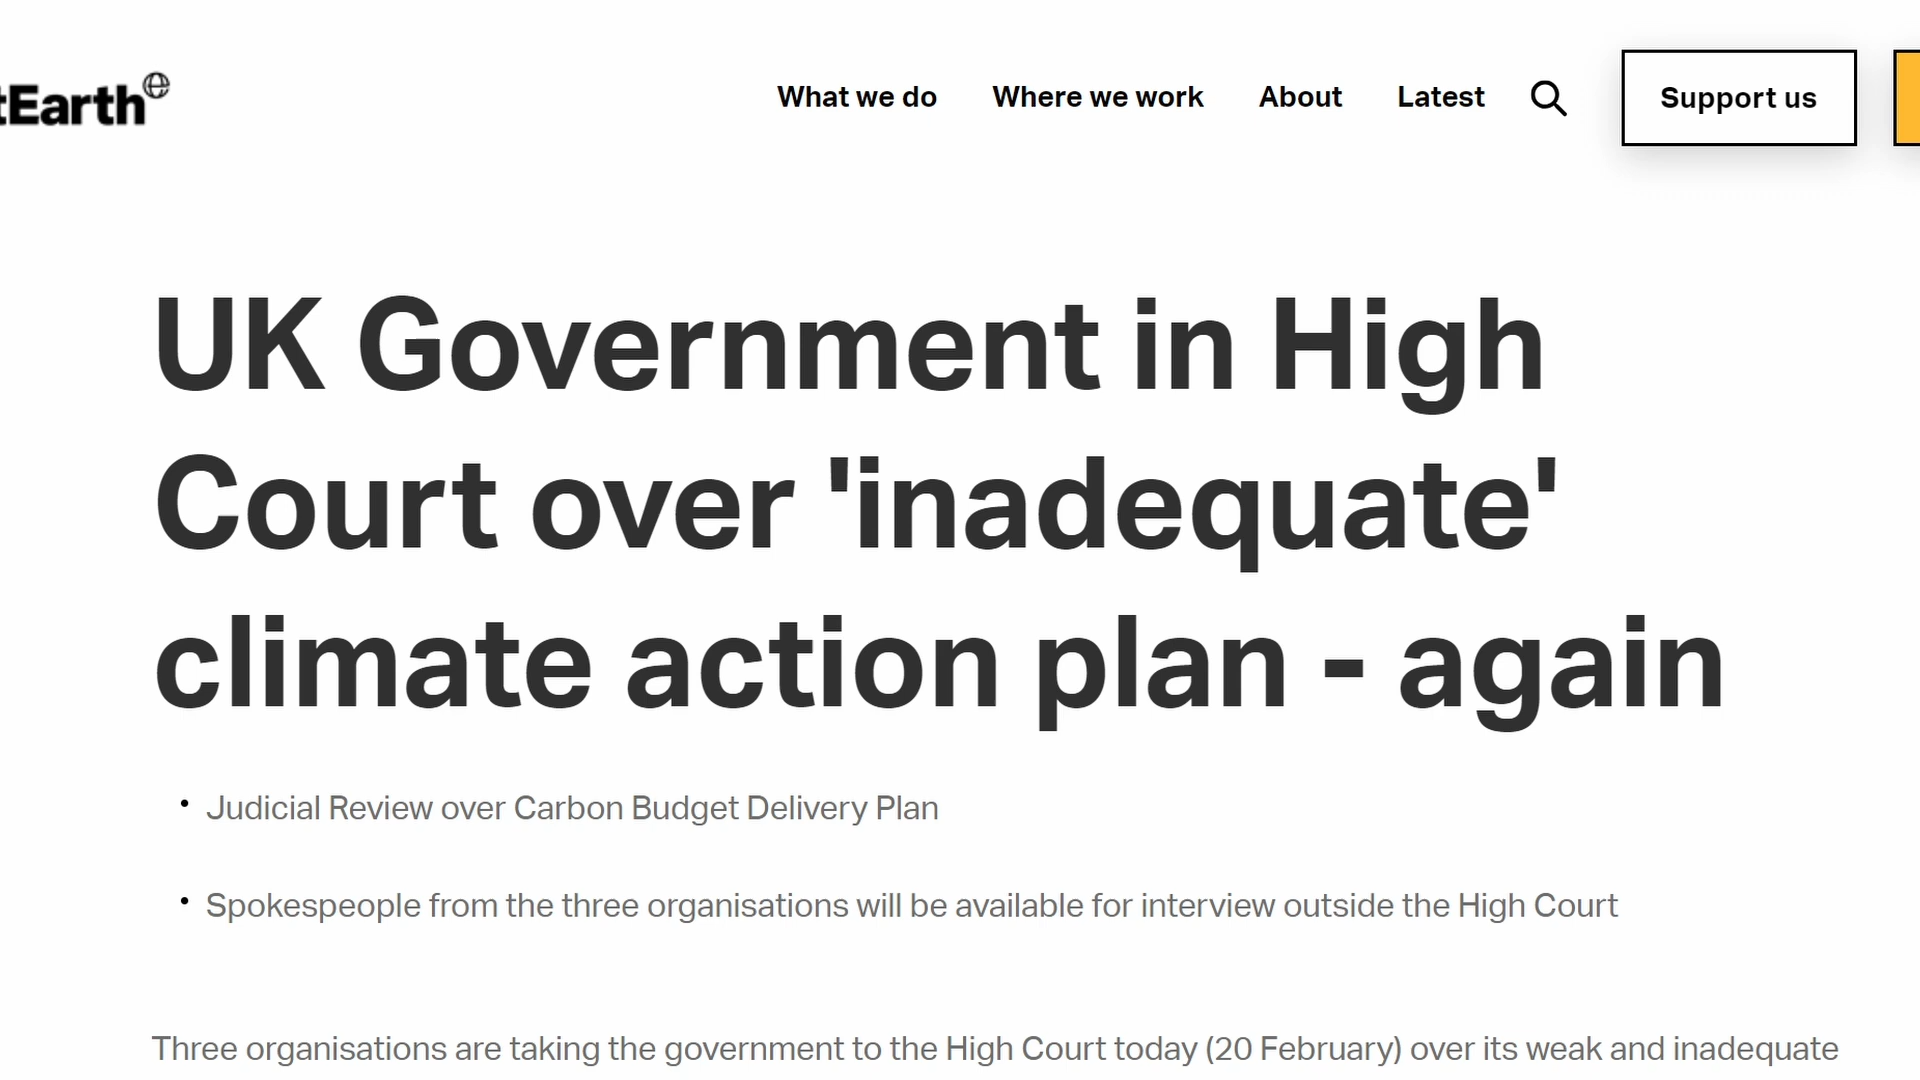 tEarth
What we do Where we work About Latest Support us
UK Government in High
Court over 'inadequate'
climate action plan - again
• Judicial Review over Carbon Budget Delivery Plan
• Spokespeople from the three organisations will be available for interview outside the High Court
Three organisations are taking the government to the High Court today (20 February) over its weak and inadequate